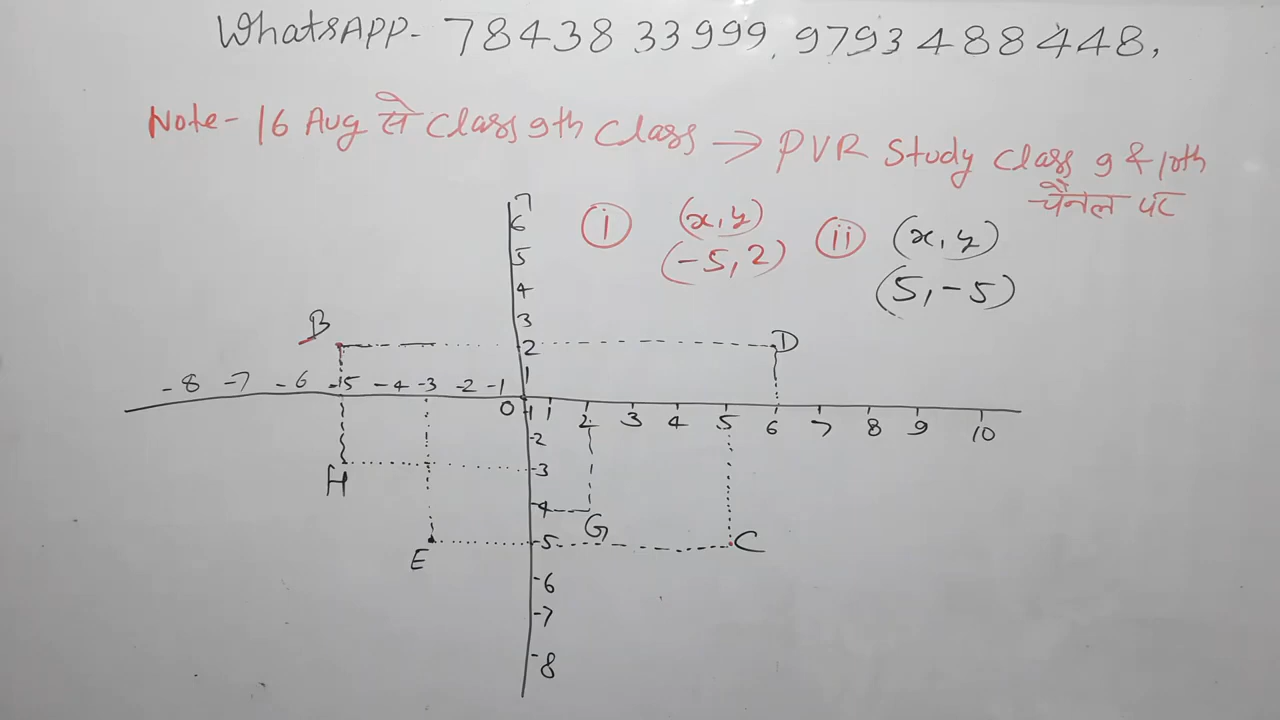 WhatsAPP- 78438 33999, 9793 488448,
Note- 16 Aug से Class 9th Class → PVR Study Class 9 & 10th
चैनल पर
i (x,y) ii (x,y)
(-5,2) (5,-5)
7
6
5
4
3
2
1
B D
-8 -7 -6 -5 -4 -3 -2 -1
0 1 2 3 4 5 6 7 8 9 10
-1
-2
-3
H
-4
G
-5
E C
-6
-7
-8